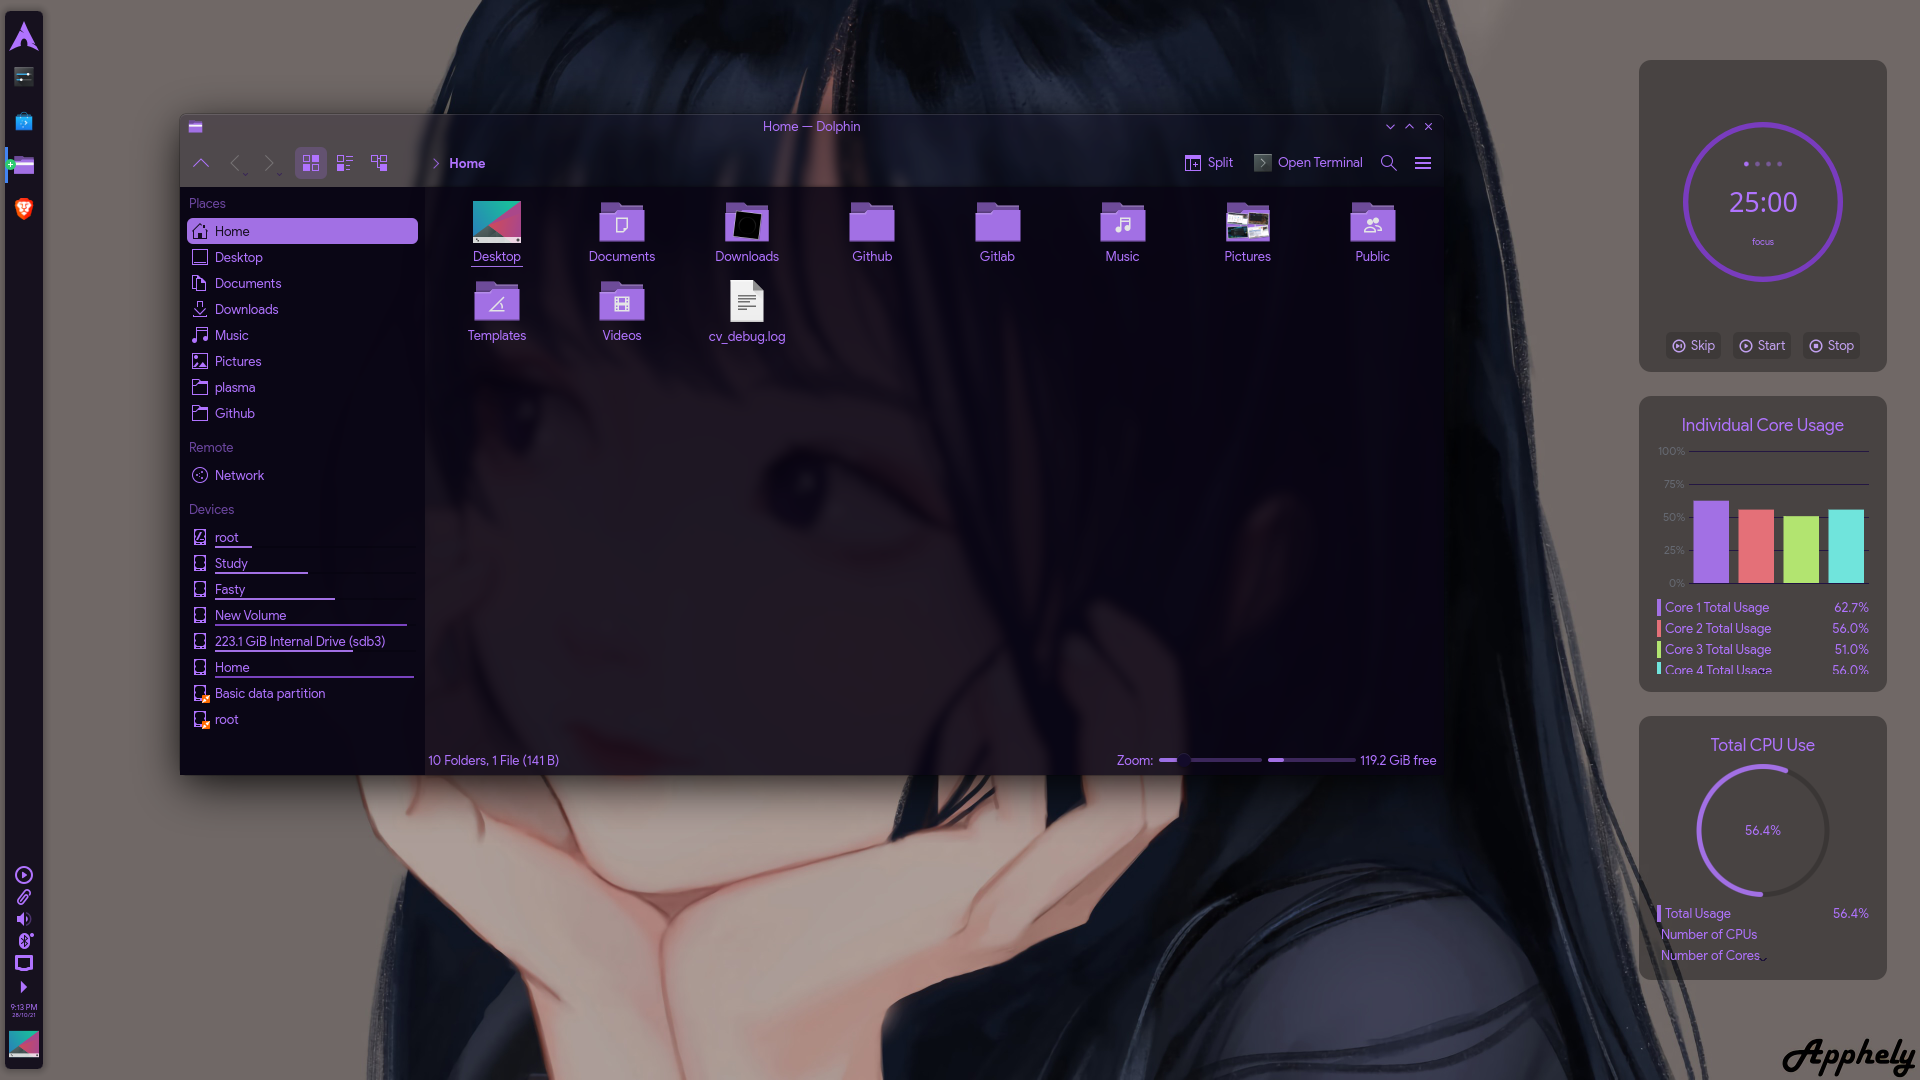 Home — Dolphin
Home
Split
Open Terminal
Places
Home
Desktop
Documents
Downloads
Music
Pictures
plasma
Github
Remote
Network
Devices
root
Study
Fasty
New Volume
223.1 GiB Internal Drive (sdb3)
Home
Basic data partition
root
Desktop
Documents
Downloads
Github
Gitlab
Music
Pictures
Public
Templates
Videos
cv_debug.log
10 Folders, 1 File (141 B)
Zoom:
119.2 GiB free
25:00
focus
Skip
Start
Stop
Individual Core Usage
100%
75%
50%
25%
0%
Core 1 Total Usage 62.7%
Core 2 Total Usage 56.0%
Core 3 Total Usage 51.0%
Core 4 Total Usage 56.0%
Total CPU Use
56.4%
Total Usage 56.4%
Number of CPUs
Number of Cores
9:13 PM
28/10/21
Apphely